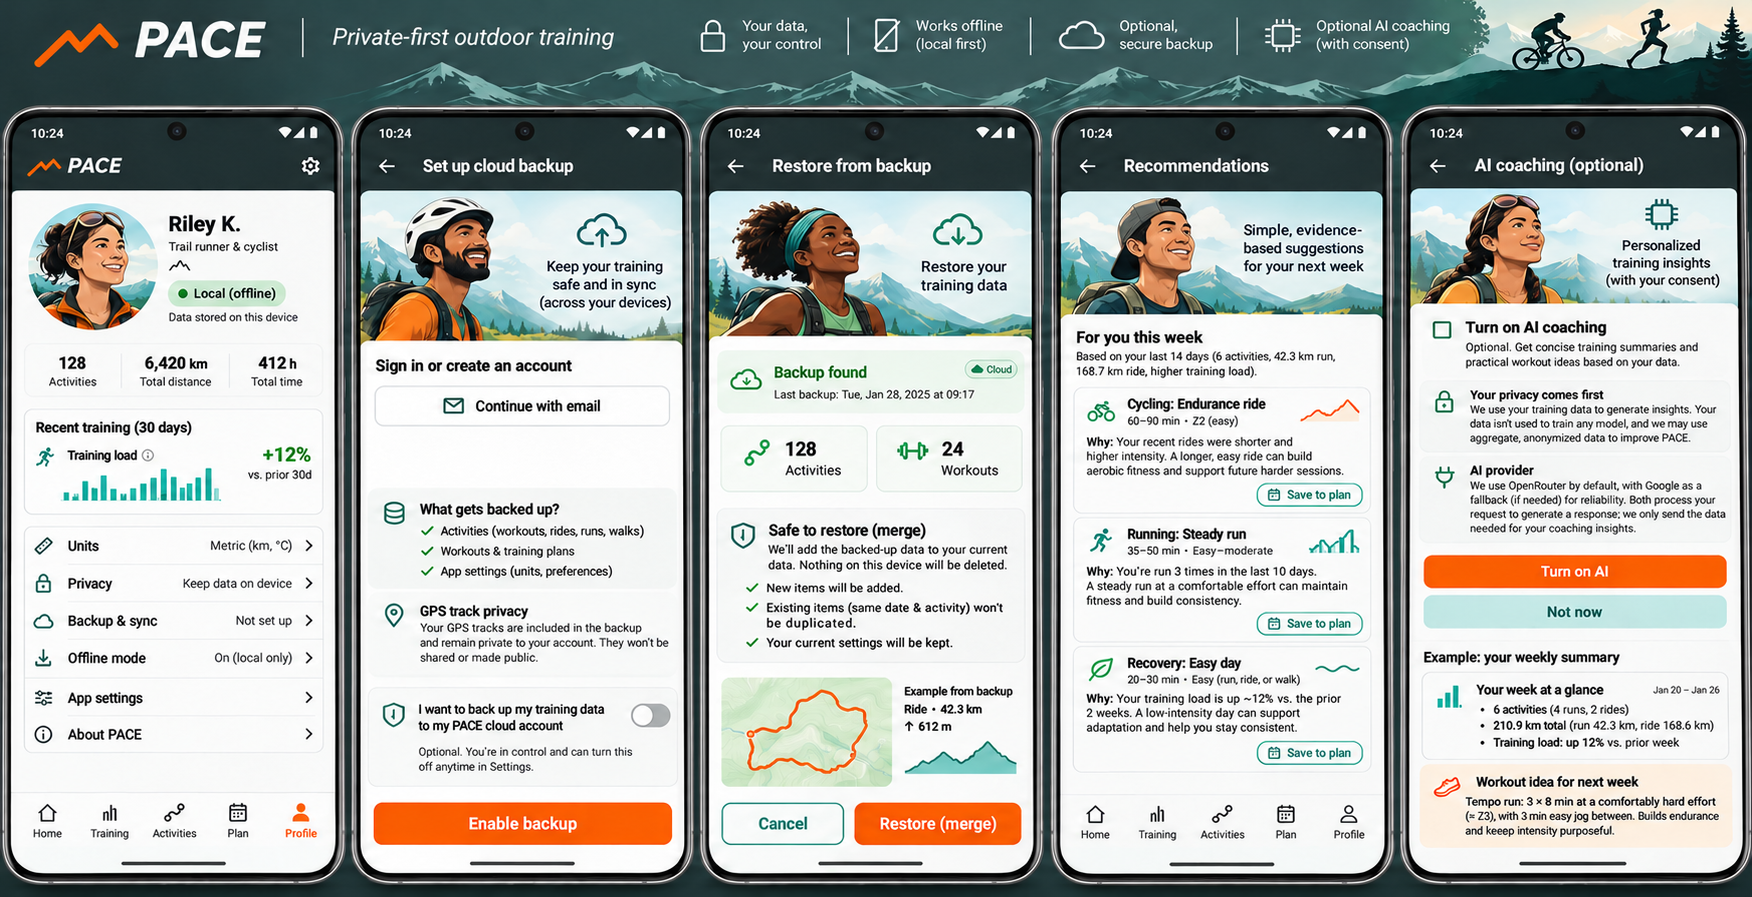 PACE
Private-first outdoor training
Your data,
your control
Works offline
(local first)
Optional,
secure backup
Optional AI coaching
(with consent)
10:24
PACE
Riley K.
Trail runner & cyclist
Local (offline)
Data stored on this device
128
Activities
6,420 km
Total distance
412 h
Total time
Recent training (30 days)
Training load
+12%
vs. prior 30d
Units
Metric (km, °C)
Privacy
Keep data on device
Backup & sync
Not set up
Offline mode
On (local only)
App settings
About PACE
Home
Training
Activities
Plan
Profile
10:24
Set up cloud backup
Keep your training
safe and in sync
(across your devices)
Sign in or create an account
Continue with email
What gets backed up?
Activities (workouts, rides, runs, walks)
Workouts & training plans
App settings (units, preferences)
GPS track privacy
Your GPS tracks are included in the backup
and remain private to your account. They won't be
shared or made public.
I want to back up my training data
to my PACE cloud account
Optional. You're in control and can turn this
off anytime in Settings.
Enable backup
10:24
Restore from backup
Restore your
training data
Backup found
Cloud
Last backup: Tue, Jan 28, 2025 at 09:17
128
Activities
24
Workouts
Safe to restore (merge)
We'll add the backed-up data to your current
data. Nothing on this device will be deleted.
New items will be added.
Existing items (same date & activity) won't
be duplicated.
Your current settings will be kept.
Example from backup
Ride • 42.3 km
↑ 612 m
Cancel
Restore (merge)
10:24
Recommendations
Simple, evidence-
based suggestions
for your next week
For you this week
Based on your last 14 days (6 activities, 42.3 km run,
168.7 km ride, higher training load).
Cycling: Endurance ride
60–90 min • Z2 (easy)
Why: Your recent rides were shorter and
higher intensity. A longer, easy ride can build
aerobic fitness and support future harder sessions.
Save to plan
Running: Steady run
35–50 min • Easy–moderate
Why: You're run 3 times in the last 10 days.
A steady run at a comfortable effort can maintain
fitness and build consistency.
Save to plan
Recovery: Easy day
20–30 min • Easy (run, ride, or walk)
Why: Your training load is up ~12% vs. the prior
2 weeks. A low-intensity day can support
adaptation and help you stay consistent.
Save to plan
Home
Training
Activities
Plan
Profile
10:24
AI coaching (optional)
Personalized
training insights
(with your consent)
Turn on AI coaching
Optional. Get concise training summaries and
practical workout ideas based on your data.
Your privacy comes first
We use your training data to generate insights. Your
data isn't used to train any model, and we may use
aggregate, anonymized data to improve PACE.
AI provider
We use OpenRouter by default, with Google as a
fallback (if needed) for reliability. Both process your
request to generate a response; we only send the data
needed for your coaching insights.
Turn on AI
Not now
Example: your weekly summary
Your week at a glance
Jan 20 – Jan 26
• 6 activities (4 runs, 2 rides)
• 210.9 km total (run 42.3 km, ride 168.6 km)
• Training load: up 12% vs. prior week
Workout idea for next week
Tempo run: 3 × 8 min at a comfortably hard effort
(≈ Z3), with 3 min easy jog between. Builds endurance
and keeep intensity purposeful.